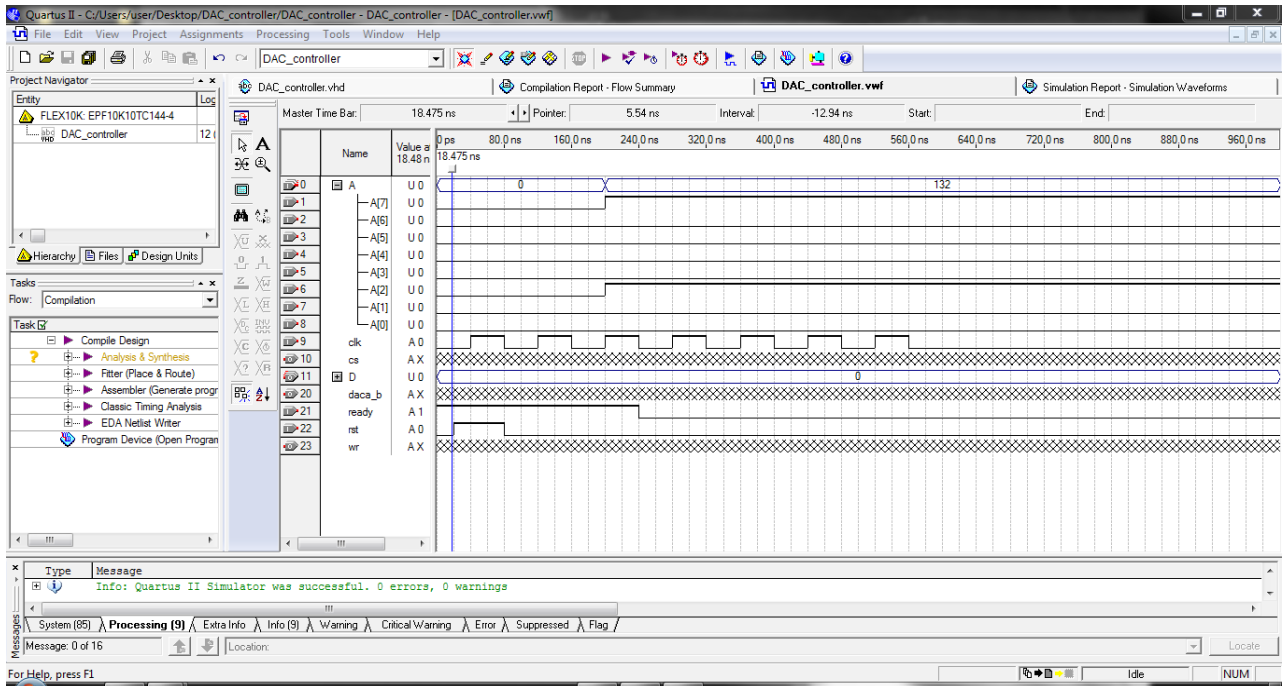 Quartus II - C:/Users/user/Desktop/DAC_controller/DAC_controller - DAC_controller - [DAC_controller.vwf]
File Edit View Project Assignments Processing Tools Window Help
DAC_controller
Project Navigator
Entity
Log
FLEX10K: EPF10K10TC144-4
DAC_controller
12 (
Hierarchy Files Design Units
Tasks
Flow: Compilation
Task
Compile Design
Analysis & Synthesis
Fitter (Place & Route)
Assembler (Generate progr
Classic Timing Analysis
EDA Netlist Writer
Program Device (Open Program
DAC_controller.vhd
Compilation Report - Flow Summary
DAC_controller.vwf
Simulation Report - Simulation Waveforms
Master Time Bar: 18.475 ns Pointer: 5.54 ns Interval: -12.94 ns Start: End:
Name
Value a
18.48 n
0 ps 80.0 ns 160.0 ns 240.0 ns 320.0 ns 400.0 ns 480.0 ns 560.0 ns 640.0 ns 720.0 ns 800.0 ns 880.0 ns 960.0 ns
18.475 ns
0 A U 0 0 132
1 A[7] U 0
2 A[6] U 0
3 A[5] U 0
4 A[4] U 0
5 A[3] U 0
6 A[2] U 0
7 A[1] U 0
8 A[0] U 0
9 clk A 0
10 cs A X
11 D U 0 0
20 daca_b A X
21 ready A 1
22 rst A 0
23 wr A X
Type Message
Info: Quartus II Simulator was successful. 0 errors, 0 warnings
System (85) Processing (9) Extra Info Info (9) Warning Critical Warning Error Suppressed Flag
Messages
Message: 0 of 16
Location:
Locate
For Help, press F1
Idle
NUM